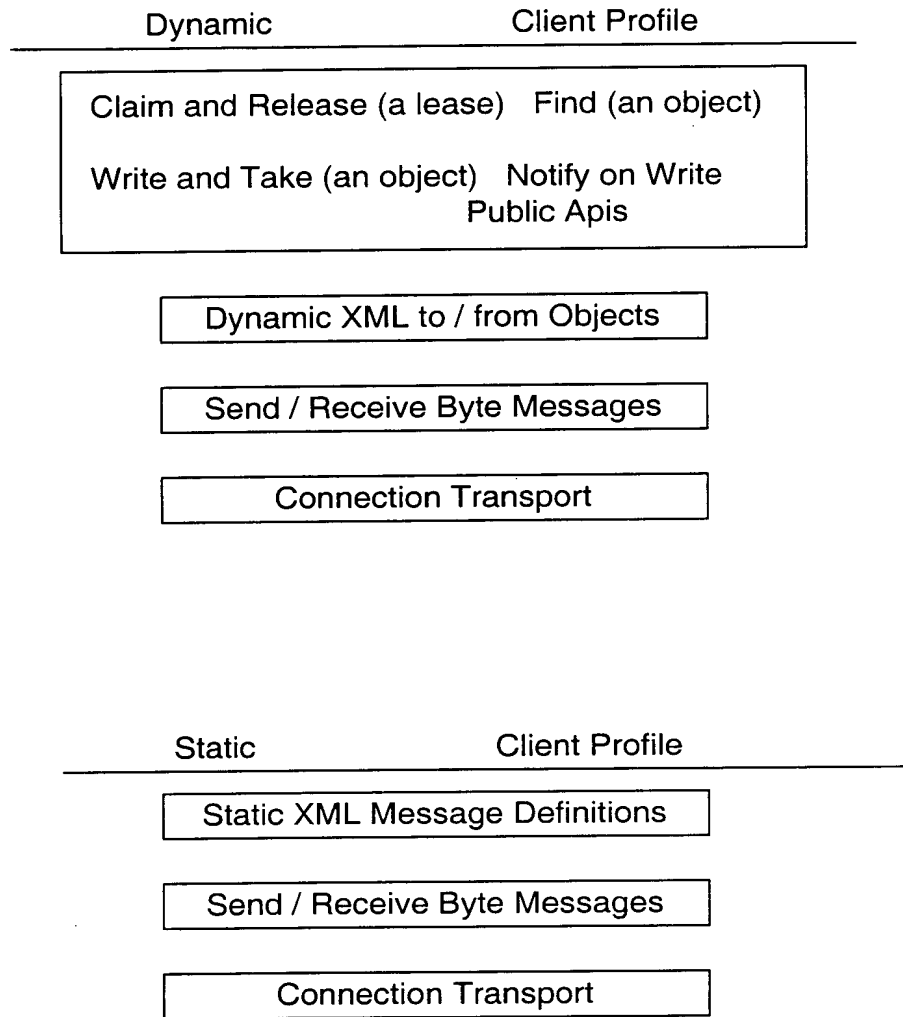 Dynamic Client Profile
Claim and Release (a lease) Find (an object)
Write and Take (an object) Notify on Write
Public Apis
Dynamic XML to / from Objects
Send / Receive Byte Messages
Connection Transport
Static Client Profile
Static XML Message Definitions
Send / Receive Byte Messages
Connection Transport